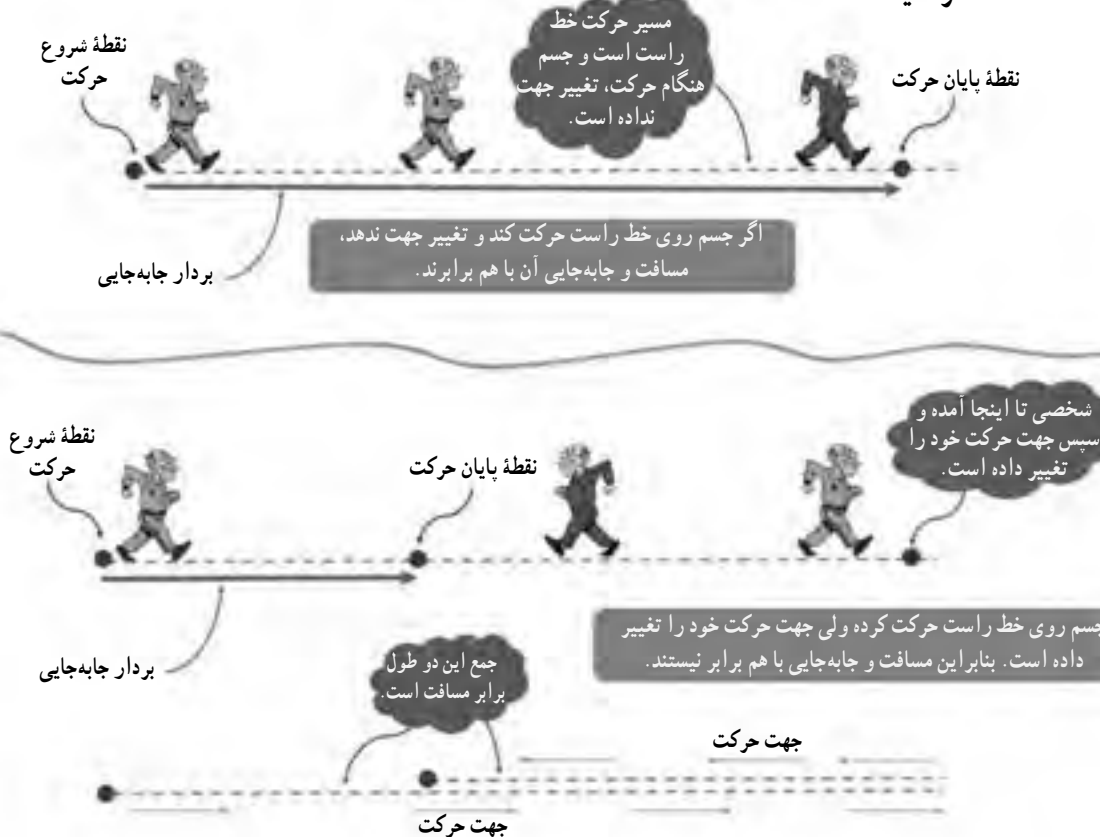 مسیر حرکت خط
راست است و جسم
هنگام حرکت، تغییر جهت
نداده است.
نقطهٔ شروع
حرکت
نقطهٔ پایان حرکت
اگر جسم روی خط راست حرکت کند و تغییر جهت ندهد،
مسافت و جابه‌جایی آن با هم برابرند.
بردار جابه‌جایی
شخصی تا اینجا آمده و
سپس جهت حرکت خود را
تغییر داده است.
نقطهٔ شروع
حرکت
نقطهٔ پایان حرکت
جسم روی خط راست حرکت کرده ولی جهت حرکت خود را تغییر
داده است. بنابراین مسافت و جابه‌جایی با هم برابر نیستند.
بردار جابه‌جایی
جمع این دو طول
برابر مسافت است.
جهت حرکت
جهت حرکت